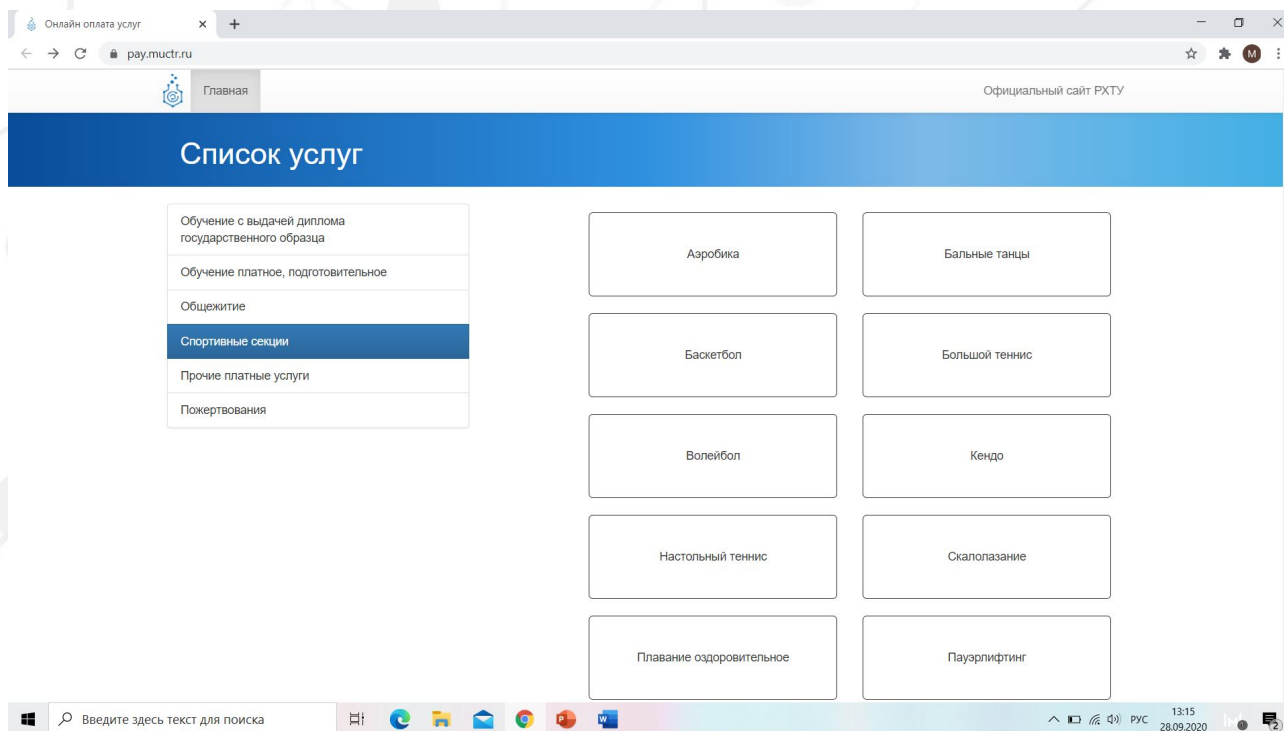 Онлайн оплата услуг
pay.muctr.ru
M
Главная
Официальный сайт РХТУ
Список услуг
Обучение с выдачей диплома
государственного образца
Обучение платное, подготовительное
Общежитие
Спортивные секции
Прочие платные услуги
Пожертвования
Аэробика
Бальные танцы
Баскетбол
Большой теннис
Волейбол
Кендо
Настольный теннис
Скалолазание
Плавание оздоровительное
Пауэрлифтинг
Введите здесь текст для поиска
РУС
13:15
28.09.2020
2